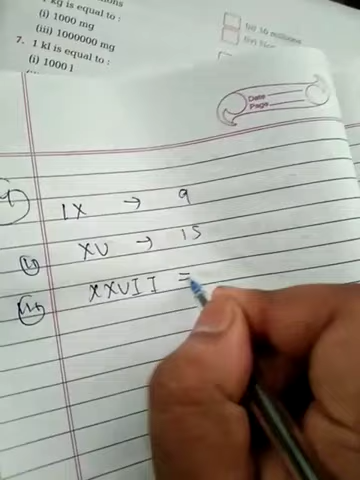 kg is equal to :
(i) 1000 mg
(iii) 1000000 mg
7. 1 kl is equal to :
(i) 1000 l
Date
Page
IX → 9
(ii) XV → 15
(iii) XXVII =